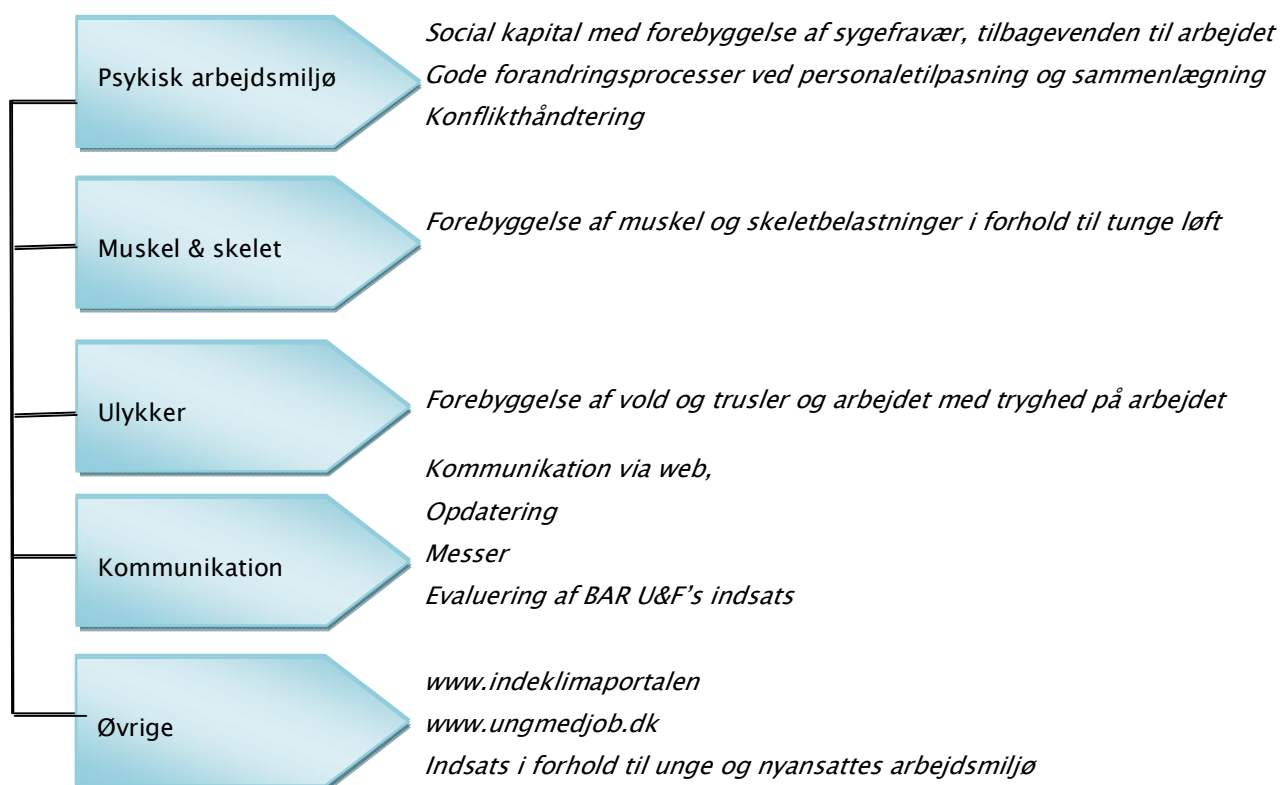 Psykisk arbejdsmiljø
Social kapital med forebyggelse af sygefravær, tilbagevenden til arbejdet
Gode forandringsprocesser ved personaletilpasning og sammenlægning
Konflikthåndtering
Muskel & skelet
Forebyggelse af muskel og skeletbelastninger i forhold til tunge løft
Ulykker
Forebyggelse af vold og trusler og arbejdet med tryghed på arbejdet
Kommunikation
Kommunikation via web,
Opdatering
Messer
Evaluering af BAR U&F’s indsats
Øvrige
www.indeklimaportalen
www.ungmedjob.dk
Indsats i forhold til unge og nyansattes arbejdsmiljø